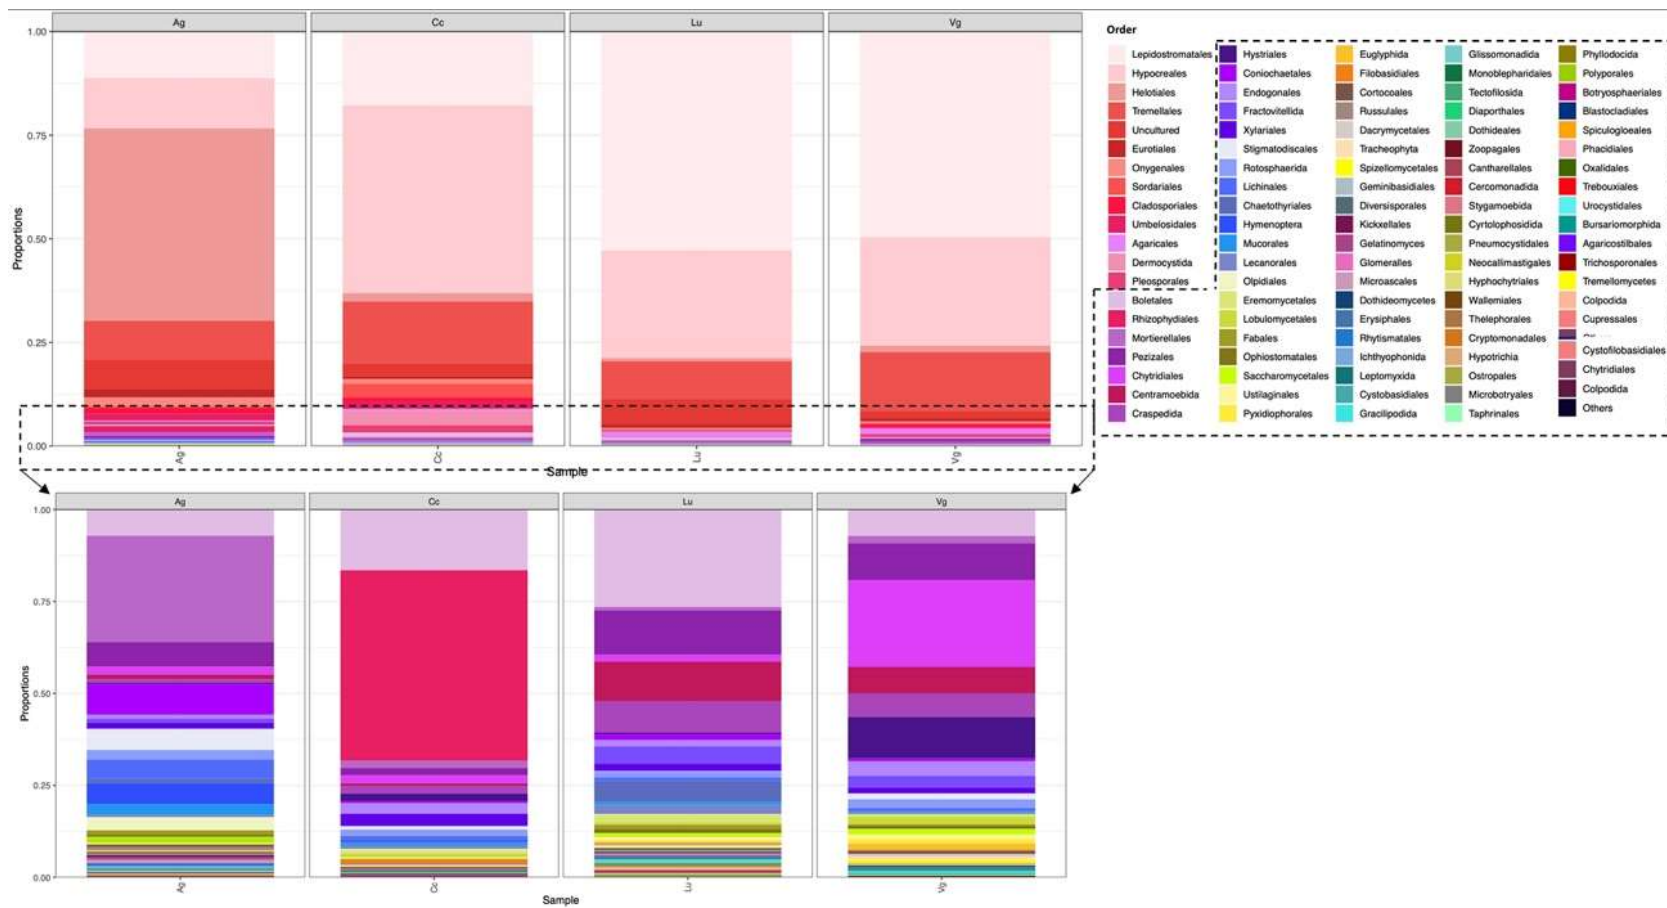 Ag
Cc
Lu
Vg
1.00
0.75
0.50
0.25
0.00
Proportions
Ag
Cc
Lu
Vg
Sample
Order
Lepidostromatales
Hypocreales
Helotiales
Tremellales
Uncultured
Eurotiales
Onygenales
Sordariales
Cladosporiales
Umbelosidales
Agaricales
Dermocystida
Pleosporales
Boletales
Rhizophydiales
Mortierellales
Pezizales
Chytridiales
Centramoebida
Craspedida
Hystriales
Coniochaetales
Endogonales
Fractovitellida
Xylariales
Stigmatodiscales
Rotosphaerida
Lichinales
Chaetothyriales
Hymenoptera
Mucorales
Lecanorales
Olpidiales
Eremomycetales
Lobulomycetales
Fabales
Ophiostomatales
Saccharomycetales
Ustilaginales
Pyxidiophorales
Euglyphida
Filobasidiales
Cortocoales
Russulales
Dacrymycetales
Tracheophyta
Spizellomycetales
Geminibasidiales
Diversisporales
Kickxellales
Gelatinomyces
Glomeralles
Microascales
Dothideomycetes
Erysiphales
Rhytismatales
Ichthyophonida
Leptomyxida
Cystobasidiales
Gracilipodida
Glissomonadida
Monoblepharidales
Tectofilosida
Diaporthales
Dothideales
Zoopagales
Cantharellales
Cercomonadida
Stygamoebida
Cyrtolophosidida
Pneumocystidales
Neocallimastigales
Hyphochytriales
Wallemiales
Thelephorales
Cryptomonadales
Hypotrichia
Ostropales
Microbotryales
Taphrinales
Phyllodocida
Polyporales
Botryosphaeriales
Blastocladiales
Spiculogloeales
Phacidiales
Oxalidales
Trebouxiales
Urocystidales
Bursariomorphida
Agaricostilbales
Trichosporonales
Tremellomycetes
Colpodida
Cupressales
Cystofilobasidiales
Chytridiales
Colpodida
Others
Ag
Cc
Lu
Vg
1.00
0.75
0.50
0.25
0.00
Proportions
Ag
Cc
Lu
Vg
Sample